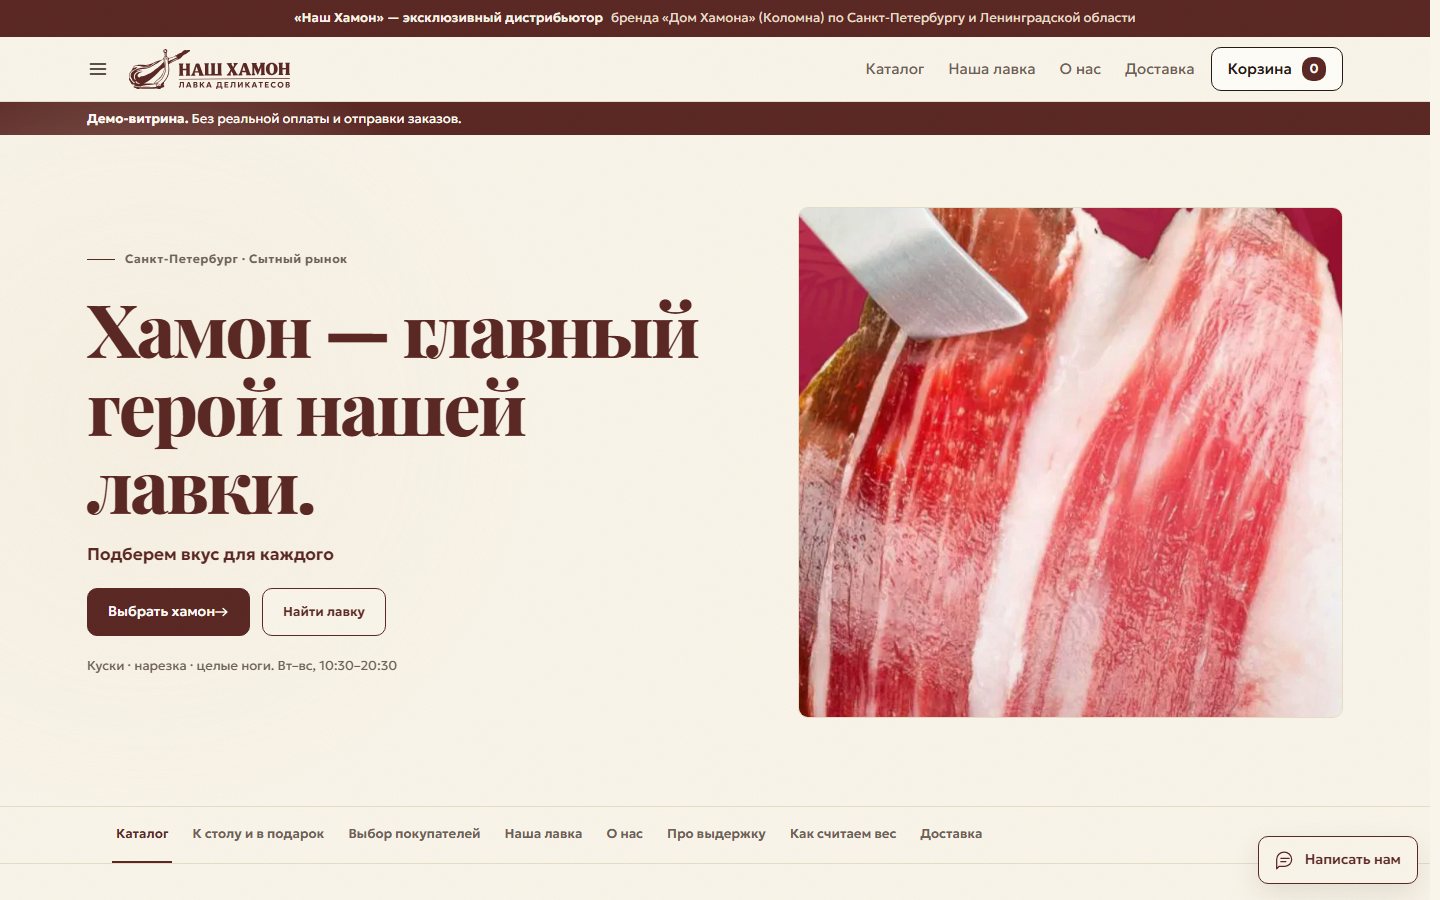 «Наш Хамон» — эксклюзивный дистрибьютор бренда «Дом Хамона» (Коломна) по Санкт-Петербургу и Ленинградской области
НАШ ХАМОН
ЛАВКА ДЕЛИКАТЕСОВ
Каталог
Наша лавка
О нас
Доставка
Корзина 0
Демо-витрина. Без реальной оплаты и отправки заказов.
Санкт-Петербург · Сытный рынок
Хамон — главный
герой нашей
лавки.
Подберем вкус для каждого
Выбрать хамон→
Найти лавку
Куски · нарезка · целые ноги. Вт–вс, 10:30–20:30
Каталог
К столу и в подарок
Выбор покупателей
Наша лавка
О нас
Про выдержку
Как считаем вес
Доставка
Написать нам